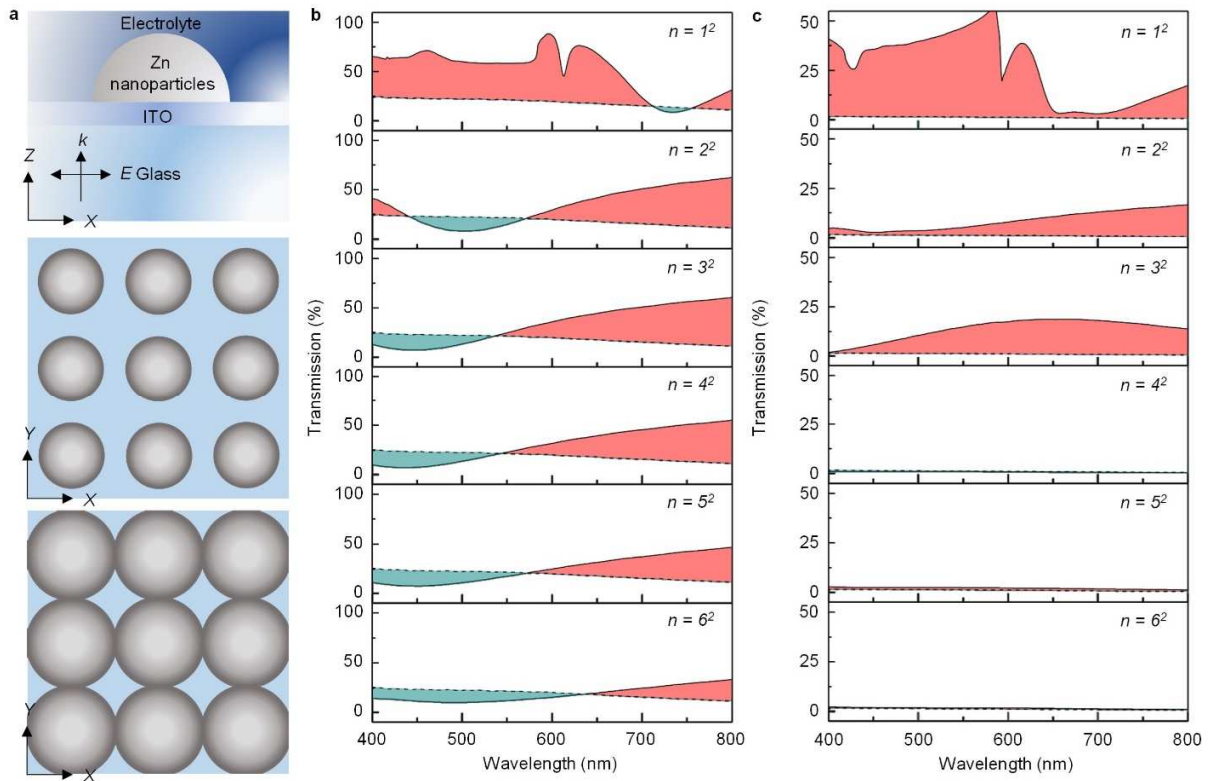 a
Electrolyte
Zn
nanoparticles
ITO
k
Z
E Glass
X
Y
X
Y
X
b
100
50
0
n = 1²
100
50
0
n = 2²
100
50
0
n = 3²
100
50
0
n = 4²
100
50
0
n = 5²
100
50
0
n = 6²
Transmission (%)
400 500 600 700 800
Wavelength (nm)
c
50
25
0
n = 1²
50
25
0
n = 2²
50
25
0
n = 3²
50
25
0
n = 4²
50
25
0
n = 5²
50
25
0
n = 6²
Transmission (%)
400 500 600 700 800
Wavelength (nm)